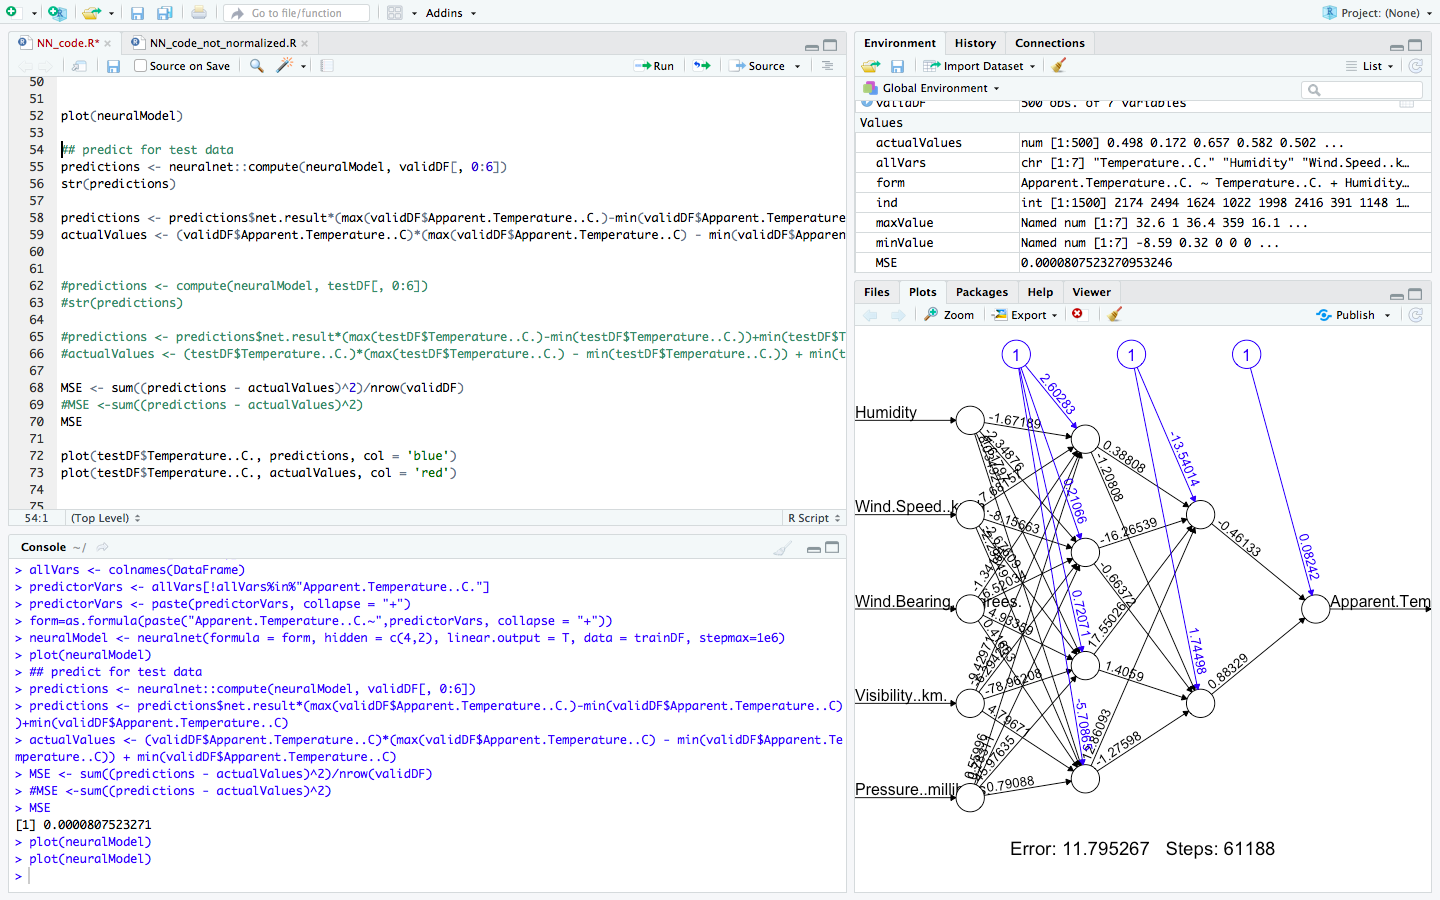 Go to file/function
Addins
Project: (None)
NN_code.R*
NN_code_not_normalized.R
Source on Save
Run
Source
50
51
52 plot(neuralModel)
53
54 ## predict for test data
55 predictions <- neuralnet::compute(neuralModel, validDF[, 0:6])
56 str(predictions)
57
58 predictions <- predictions$net.result*(max(validDF$Apparent.Temperature..C.)-min(validDF$Apparent.Temperature
59 actualValues <- (validDF$Apparent.Temperature..C)*(max(validDF$Apparent.Temperature..C) - min(validDF$Apparen
60
61
62 #predictions <- compute(neuralModel, testDF[, 0:6])
63 #str(predictions)
64
65 #predictions <- predictions$net.result*(max(testDF$Temperature..C.)-min(testDF$Temperature..C.))+min(testDF$T
66 #actualValues <- (testDF$Temperature..C.)*(max(testDF$Temperature..C.) - min(testDF$Temperature..C.)) + min(t
67
68 MSE <- sum((predictions - actualValues)^2)/nrow(validDF)
69 #MSE <-sum((predictions - actualValues)^2)
70 MSE
71
72 plot(testDF$Temperature..C., predictions, col = 'blue')
73 plot(testDF$Temperature..C., actualValues, col = 'red')
74
75
54:1 (Top Level) R Script
Console ~/
> allVars <- colnames(DataFrame)
> predictorVars <- allVars[!allVars%in%"Apparent.Temperature..C."]
> predictorVars <- paste(predictorVars, collapse = "+")
> form=as.formula(paste("Apparent.Temperature..C.~",predictorVars, collapse = "+"))
> neuralModel <- neuralnet(formula = form, hidden = c(4,2), linear.output = T, data = trainDF, stepmax=1e6)
> plot(neuralModel)
> ## predict for test data
> predictions <- neuralnet::compute(neuralModel, validDF[, 0:6])
> predictions <- predictions$net.result*(max(validDF$Apparent.Temperature..C.)-min(validDF$Apparent.Temperature..C)
)+min(validDF$Apparent.Temperature..C)
> actualValues <- (validDF$Apparent.Temperature..C)*(max(validDF$Apparent.Temperature..C) - min(validDF$Apparent.Te
mperature..C)) + min(validDF$Apparent.Temperature..C)
> MSE <- sum((predictions - actualValues)^2)/nrow(validDF)
> #MSE <-sum((predictions - actualValues)^2)
> MSE
[1] 0.0000807523271
> plot(neuralModel)
> plot(neuralModel)
>
Environment History Connections
Import Dataset
List
Global Environment
validDF 500 obs. of 7 variables
Values
actualValues num [1:500] 0.498 0.172 0.657 0.582 0.502 ...
allVars chr [1:7] "Temperature..C." "Humidity" "Wind.Speed..k…
form Apparent.Temperature..C. ~ Temperature..C. + Humidity…
ind int [1:1500] 2174 2494 1624 1022 1998 2416 391 1148 1…
maxValue Named num [1:7] 32.6 1 36.4 359 16.1 ...
minValue Named num [1:7] -8.59 0.32 0 0 0 ...
MSE 0.0000807523270953246
Files Plots Packages Help Viewer
Zoom Export Publish
1 1 1
2.60283
Humidity
-1.67189
-2.34876
0.38808
-13.54014
-1.20808
0.21066
Wind.Speed..k
-8.15663
-16.26539
-0.46133
0.08242
-0.66372
Wind.Bearing
rees.
0.72071
17.55026
Apparent.Tem
1.74498
1.4059
0.88329
Visibility..km.
-78.96208
4.7967
-5.70865
12.86093
-1.27598
Pressure..millib
0.79088
Error: 11.795267 Steps: 61188